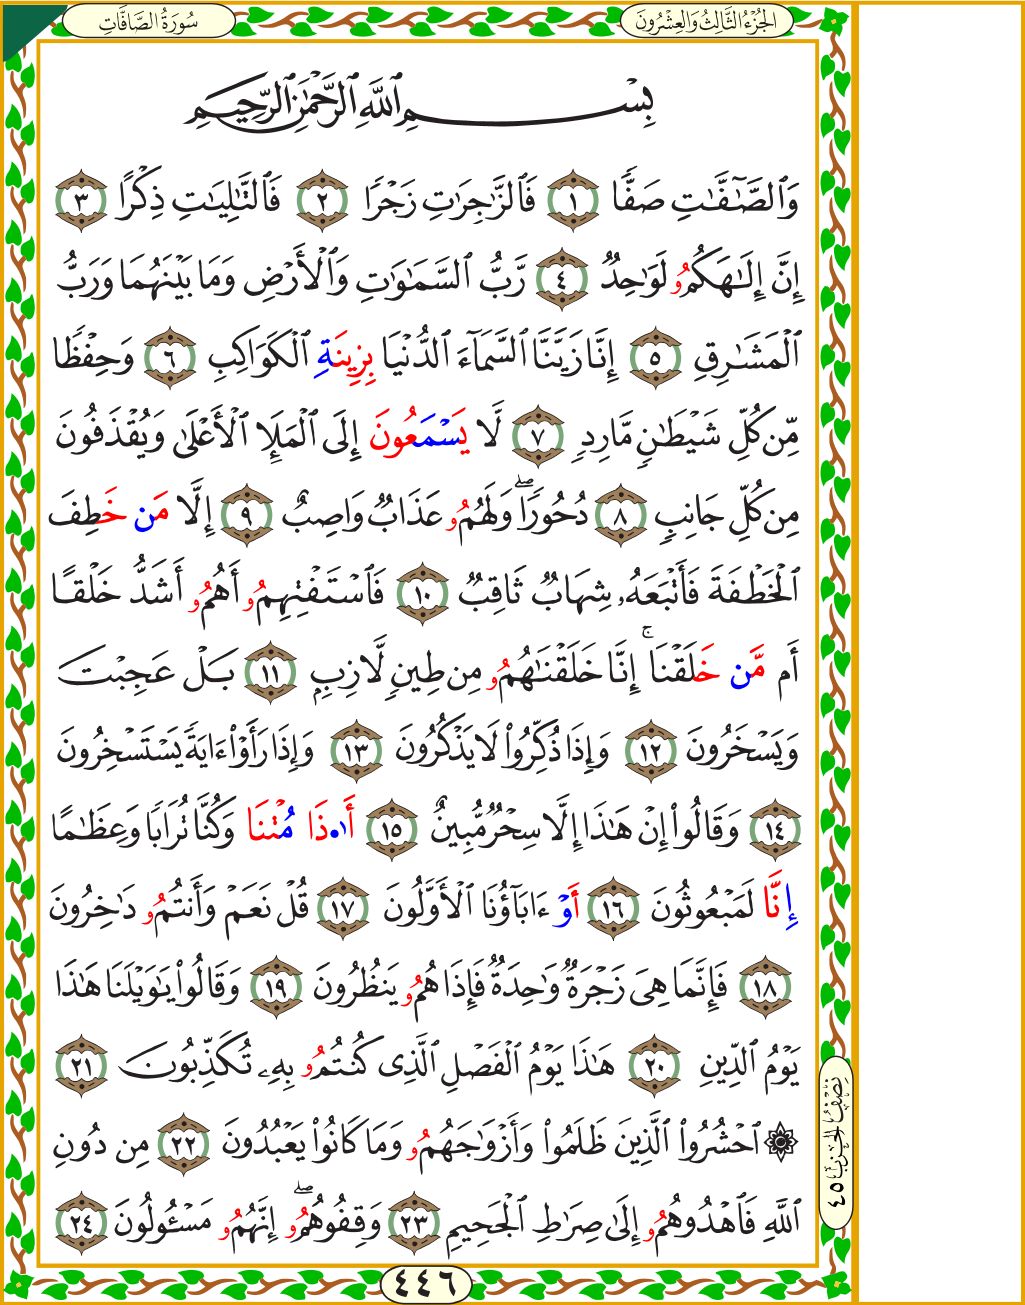 الجُزْءُ الثَّالِثُ وَالعِشْرُونَ
سُورَةُ الصَّافَّاتِ
بِسْمِ ٱللَّهِ ٱلرَّحْمَٰنِ ٱلرَّحِيمِ
وَٱلصَّٰٓفَّٰتِ صَفًّا ١ فَٱلزَّٰجِرَٰتِ زَجْرًا ٢ فَٱلتَّٰلِيَٰتِ ذِكْرًا ٣
إِنَّ إِلَٰهَكُمُۥ لَوَٰحِدٌ ٤ رَّبُّ ٱلسَّمَٰوَٰتِ وَٱلْأَرْضِ وَمَا بَيْنَهُمَا وَرَبُّ
ٱلْمَشَٰرِقِ ٥ إِنَّا زَيَّنَّا ٱلسَّمَآءَ ٱلدُّنْيَا بِزِينَةِ ٱلْكَوَاكِبِ ٦ وَحِفْظًا
مِّن كُلِّ شَيْطَٰنٍ مَّارِدٍ ٧ لَّا يَسْمَعُونَ إِلَى ٱلْمَلَإِ ٱلْأَعْلَىٰ وَيُقْذَفُونَ
مِن كُلِّ جَانِبٍ ٨ دُحُورًا ۖ وَلَهُمُۥ عَذَابٌ وَاصِبٌ ٩ إِلَّا مَن خَطِفَ
ٱلْخَطْفَةَ فَأَتْبَعَهُۥ شِهَابٌ ثَاقِبٌ ١٠ فَٱسْتَفْتِهِمُۥ أَهُمُۥ أَشَدُّ خَلْقًا
أَم مَّن خَلَقْنَا ۚ إِنَّا خَلَقْنَٰهُمُۥ مِن طِينٍ لَّازِبٍ ١١ بَلْ عَجِبْتَ
وَيَسْخَرُونَ ١٢ وَإِذَا ذُكِّرُوا۟ لَا يَذْكُرُونَ ١٣ وَإِذَا رَأَوْا۟ ءَايَةً يَسْتَسْخِرُونَ
١٤ وَقَالُوٓا۟ إِنْ هَٰذَا إِلَّا سِحْرٌ مُّبِينٌ ١٥ أَ۟ذَا مُتْنَا وَكُنَّا تُرَابًا وَعِظَٰمًا
إِنَّا لَمَبْعُوثُونَ ١٦ أَوْ ءَابَآؤُنَا ٱلْأَوَّلُونَ ١٧ قُلْ نَعَمْ وَأَنتُمُۥ دَٰخِرُونَ
١٨ فَإِنَّمَا هِيَ زَجْرَةٌ وَٰحِدَةٌ فَإِذَا هُمُۥ يَنظُرُونَ ١٩ وَقَالُوا۟ يَٰوَيْلَنَا هَٰذَا
يَوْمُ ٱلدِّينِ ٢٠ هَٰذَا يَوْمُ ٱلْفَصْلِ ٱلَّذِى كُنتُمُۥ بِهِۦ تُكَذِّبُونَ ٢١
۞ ٱحْشُرُوا۟ ٱلَّذِينَ ظَلَمُوا۟ وَأَزْوَٰجَهُمُۥ وَمَا كَانُوا۟ يَعْبُدُونَ ٢٢ مِن دُونِ
ٱللَّهِ فَٱهْدُوهُمُۥ إِلَىٰ صِرَٰطِ ٱلْجَحِيمِ ٢٣ وَقِفُوهُمُۥ ۖ إِنَّهُمُۥ مَسْـُٔولُونَ ٢٤
نِصْفُ الحِزْبِ ٤٥
٤٤٦